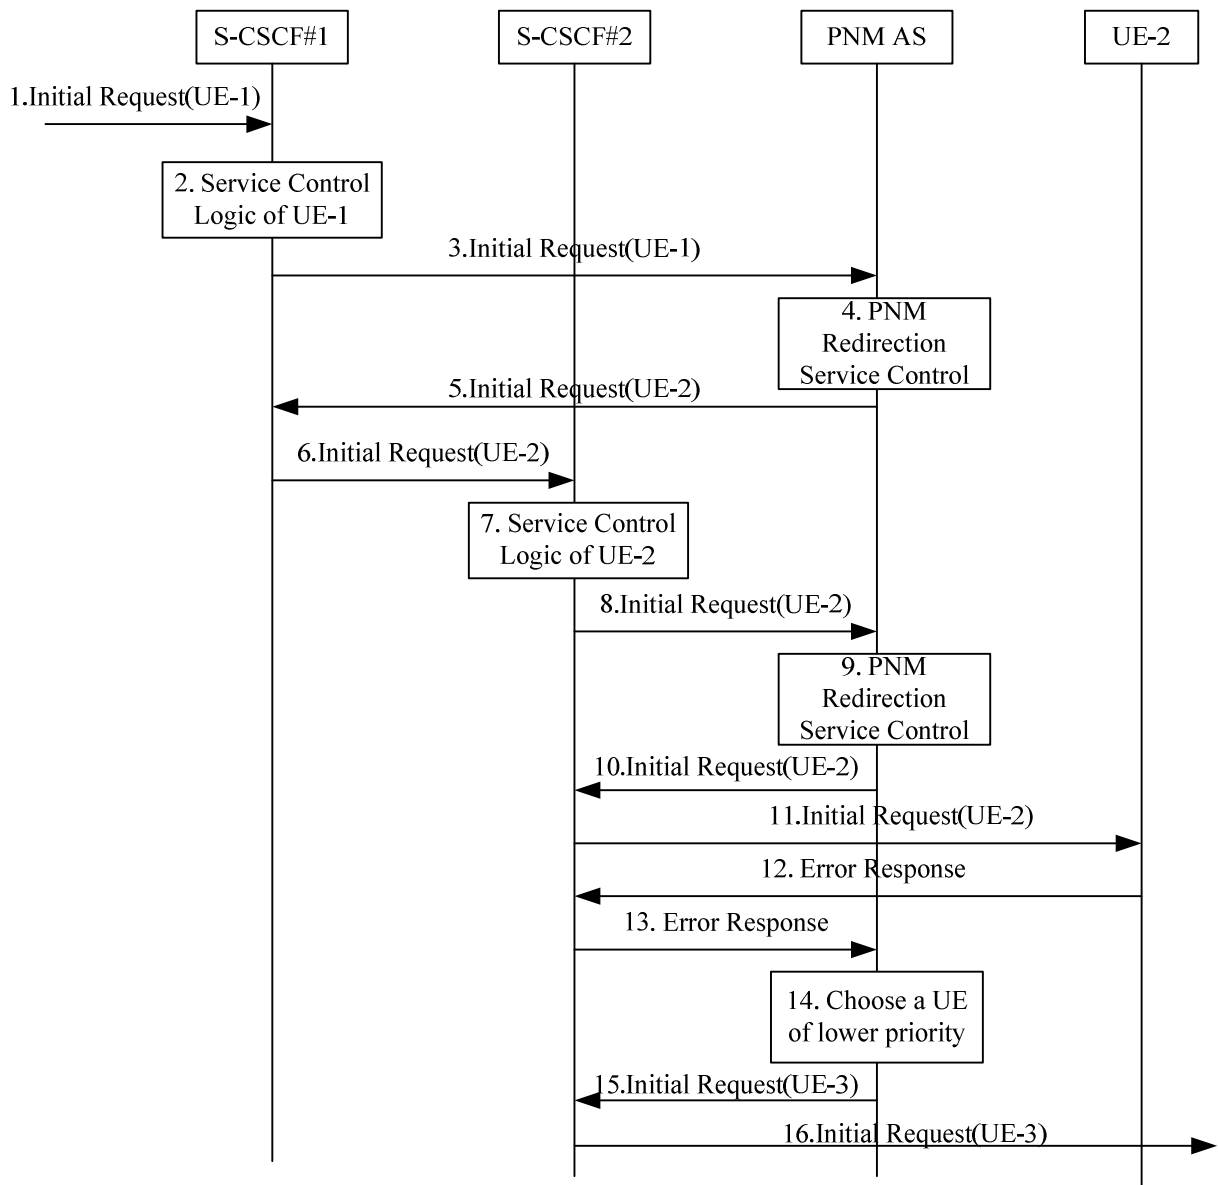 S-CSCF#1
S-CSCF#2
PNM AS
UE-2
1.Initial Request(UE-1)
2. Service Control
Logic of UE-1
3.Initial Request(UE-1)
4. PNM
Redirection
Service Control
5.Initial Request(UE-2)
6.Initial Request(UE-2)
7. Service Control
Logic of UE-2
8.Initial Request(UE-2)
9. PNM
Redirection
Service Control
10.Initial Request(UE-2)
11.Initial Request(UE-2)
12. Error Response
13. Error Response
14. Choose a UE
of lower priority
15.Initial Request(UE-3)
16.Initial Request(UE-3)